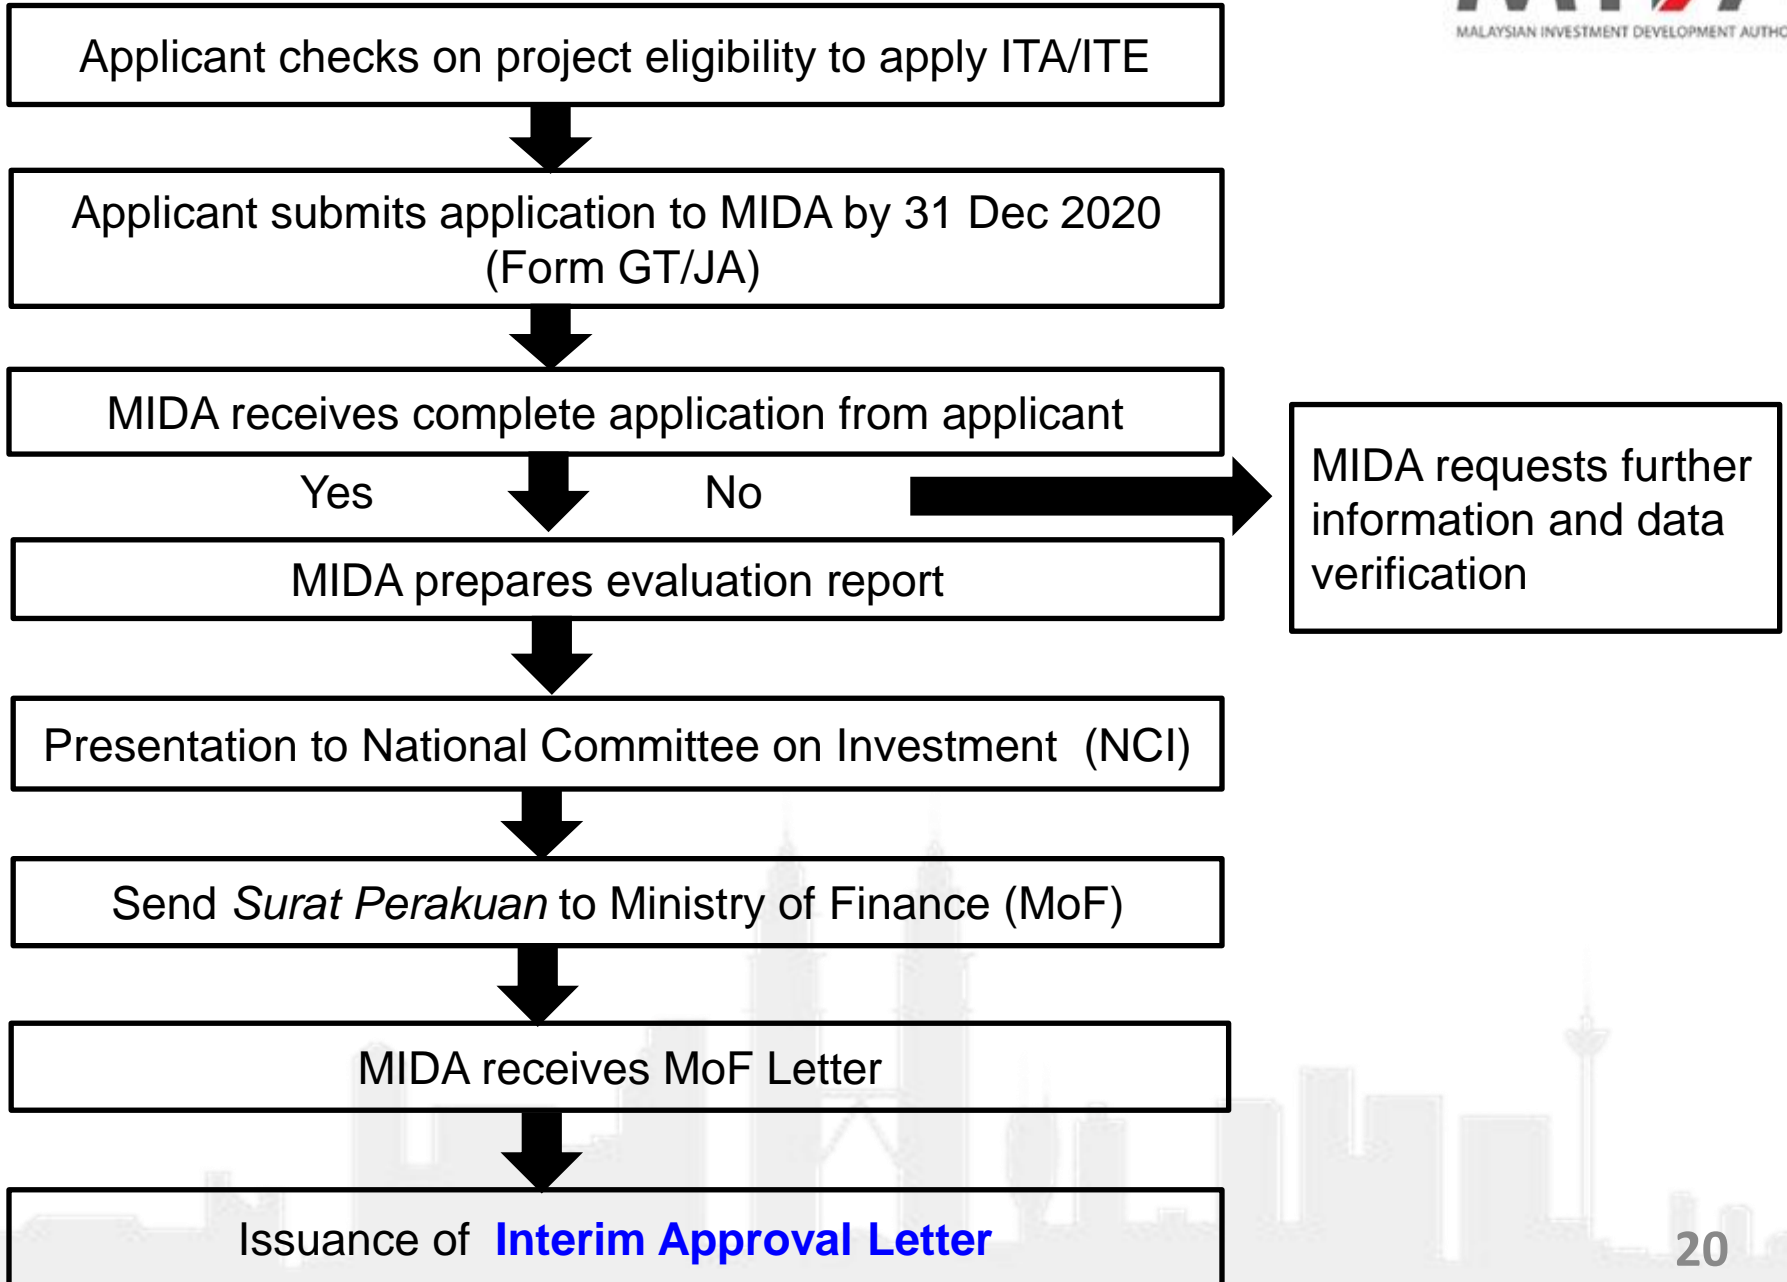 MALAYSIAN INVESTMENT DEVELOPMENT
Applicant checks on project eligibility to apply ITA/ITE
Applicant submits application to MIDA by 31 Dec 2020
(Form GT/JA)
MIDA receives complete application from applicant
Yes
No
MIDA requests further
information and data
verification
MIDA prepares evaluation report
Presentation to National Committee on Investment (NCI)
Send Surat Perakuan to Ministry of Finance (MoF)
MIDA receives MoF Letter
Issuance of Interim Approval Letter
20